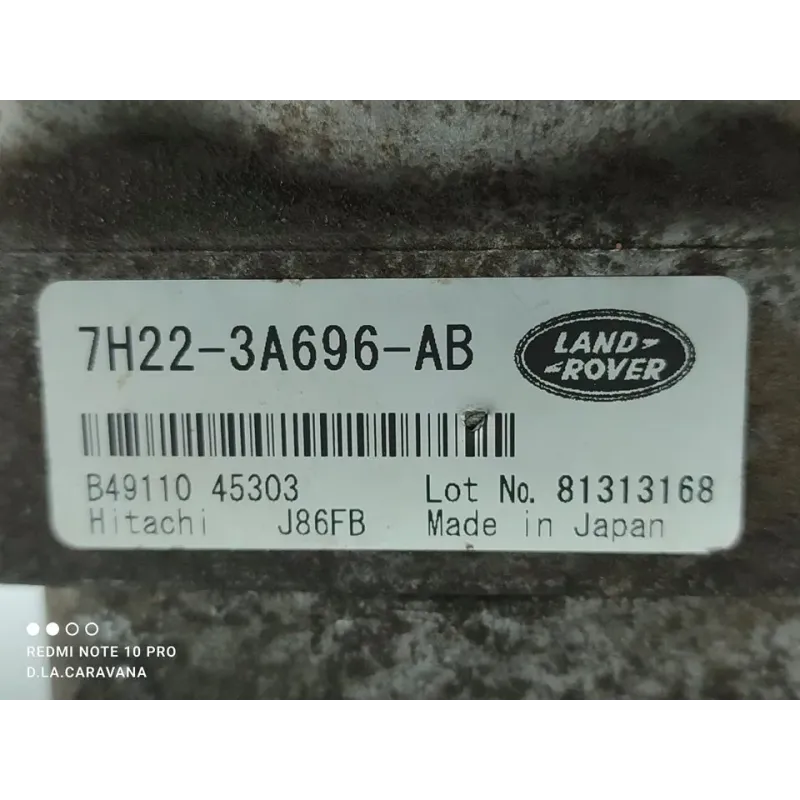 7H22-3A696-AB
LAND-
-ROVER
B49110 45303
Lot No. 81313168
Hitachi J86FB
Made in Japan
REDMI NOTE 10 PRO
D.L.A.CARAVANA